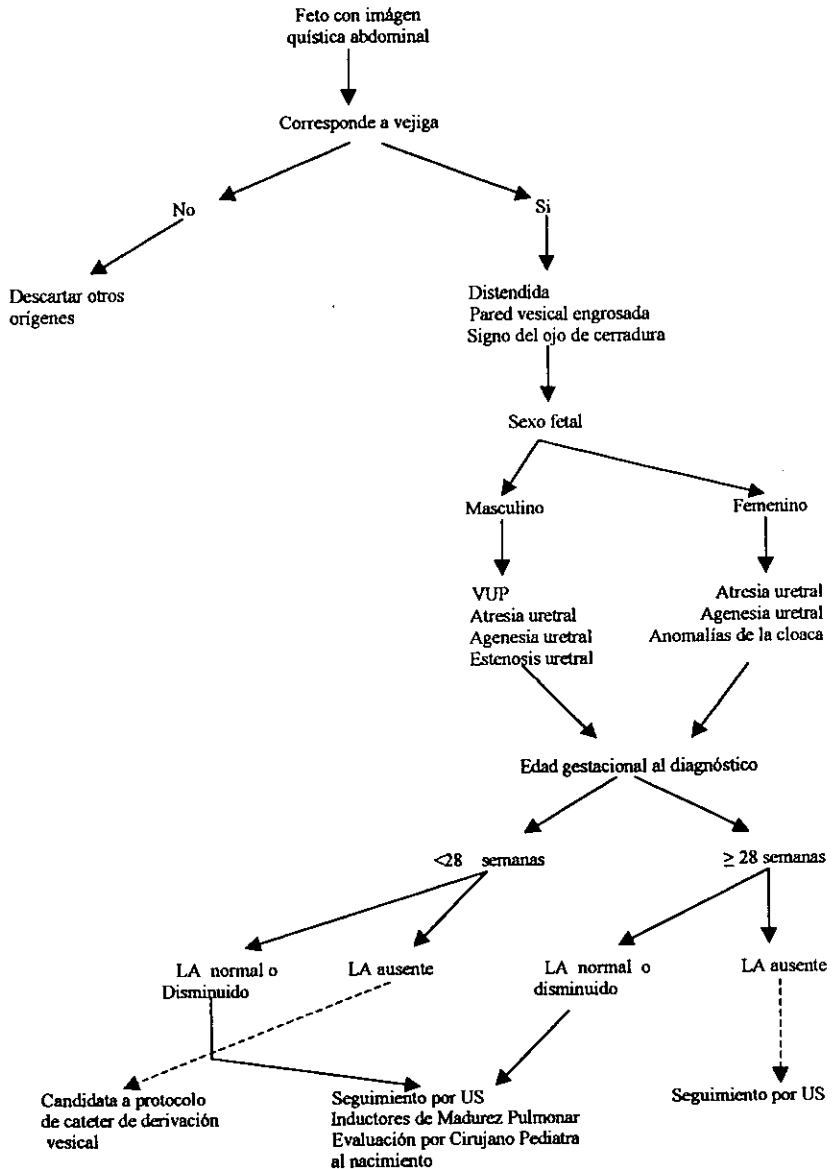 Feto con imágen
quística abdominal
Corresponde a vejiga
No
Si
Descartar otros
orígenes
Distendida
Pared vesical engrosada
Signo del ojo de cerradura
Sexo fetal
Masculino
Femenino
VUP
Atresia uretral
Agenesia uretral
Estenosis uretral
Atresia uretral
Agenesia uretral
Anomalías de la cloaca
Edad gestacional al diagnóstico
<28 semanas
≥ 28 semanas
LA normal o
Disminuido
LA ausente
LA normal o
disminuido
LA ausente
Candidata a protocolo
de cateter de derivación
vesical
Seguimiento por US
Inductores de Madurez Pulmonar
Evaluación por Cirujano Pediatra
al nacimiento
Seguimiento por US